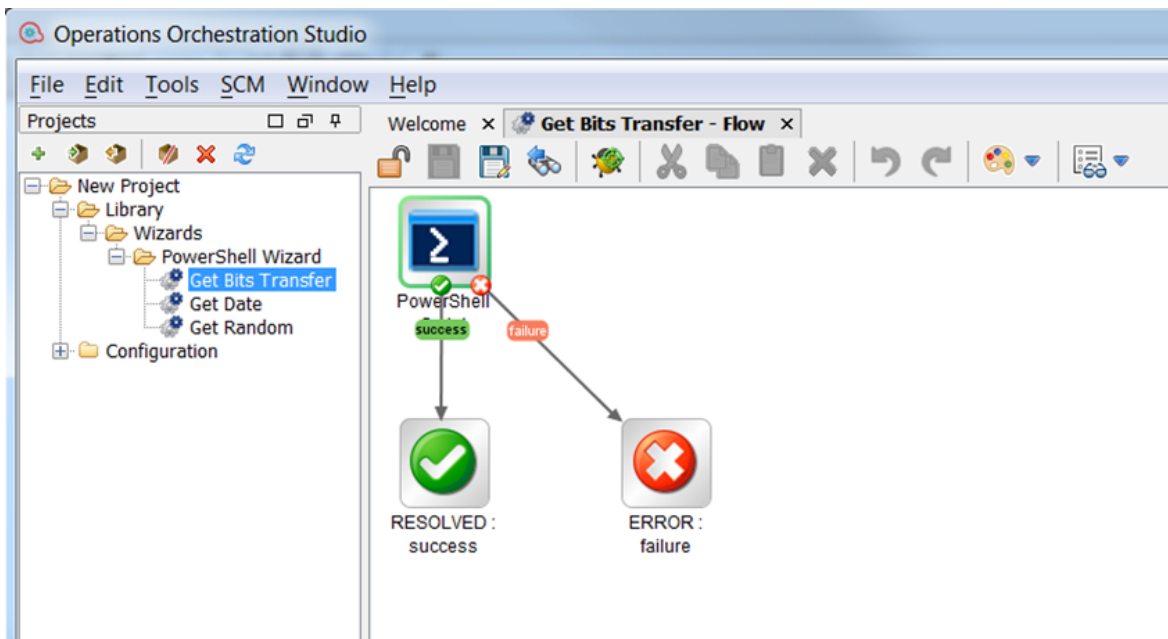 Operations Orchestration Studio
File Edit Tools SCM Window Help
Projects
Welcome
Get Bits Transfer - Flow
New Project
Library
Wizards
PowerShell Wizard
Get Bits Transfer
Get Date
Get Random
Configuration
PowerShell
success
failure
RESOLVED :
success
ERROR :
failure